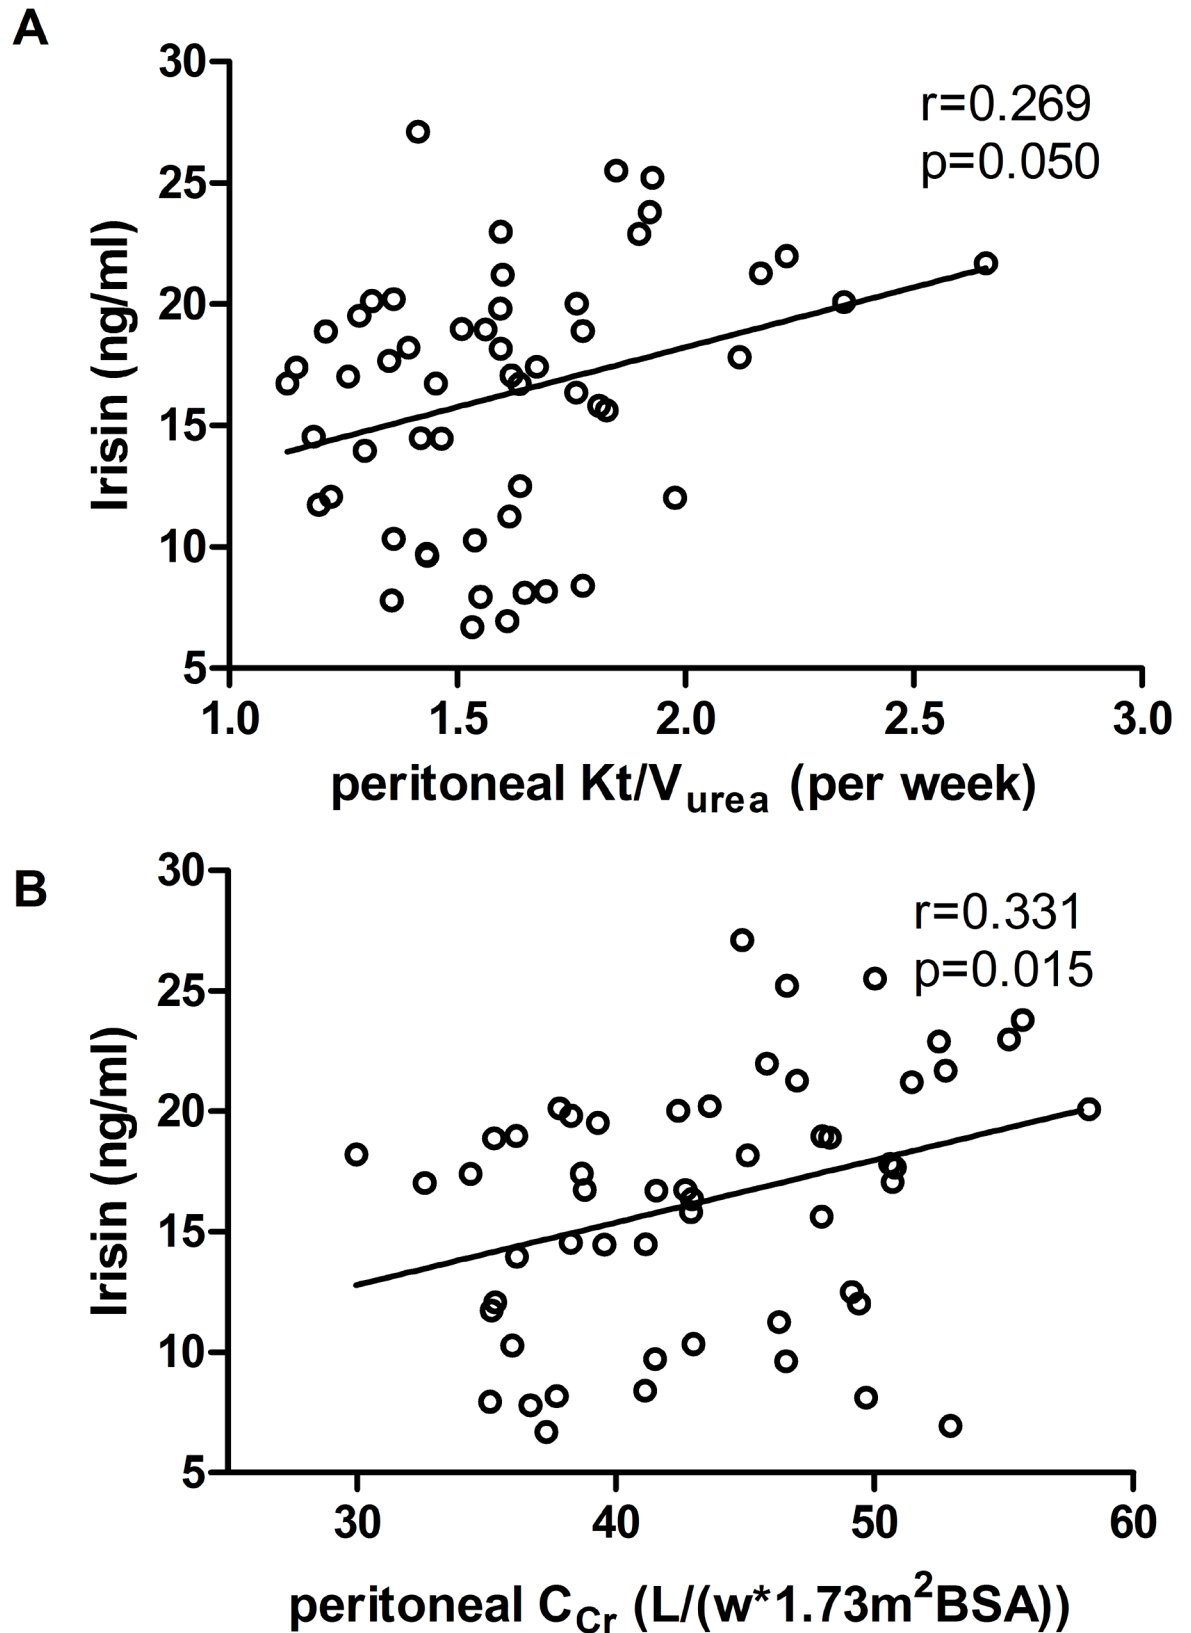 A
30
25
20
15
10
5
Irisin (ng/ml)
r=0.269
p=0.050
1.0 1.5 2.0 2.5 3.0
peritoneal Kt/Vurea (per week)
B
30
25
20
15
10
5
Irisin (ng/ml)
r=0.331
p=0.015
30 40 50 60
peritoneal CCr (L/(w*1.73m²BSA))